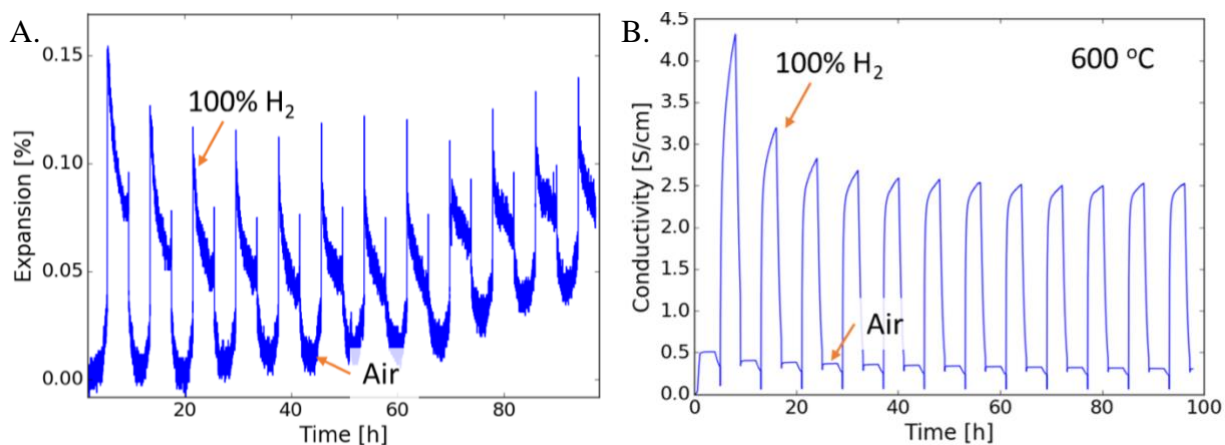 A.
0.15
0.10
0.05
0.00
Expansion [%]
100% H2
Air
20
40
60
80
Time [h]
B.
4.5
4.0
3.5
3.0
2.5
2.0
1.5
1.0
0.5
0.0
Conductivity [S/cm]
100% H2
600 °C
Air
0
20
40
60
80
100
Time [h]